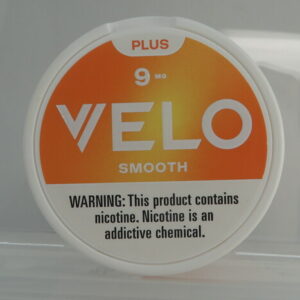 PLUS
9 MG
VELO
SMOOTH
WARNING: This product contains
nicotine. Nicotine is an
addictive chemical.